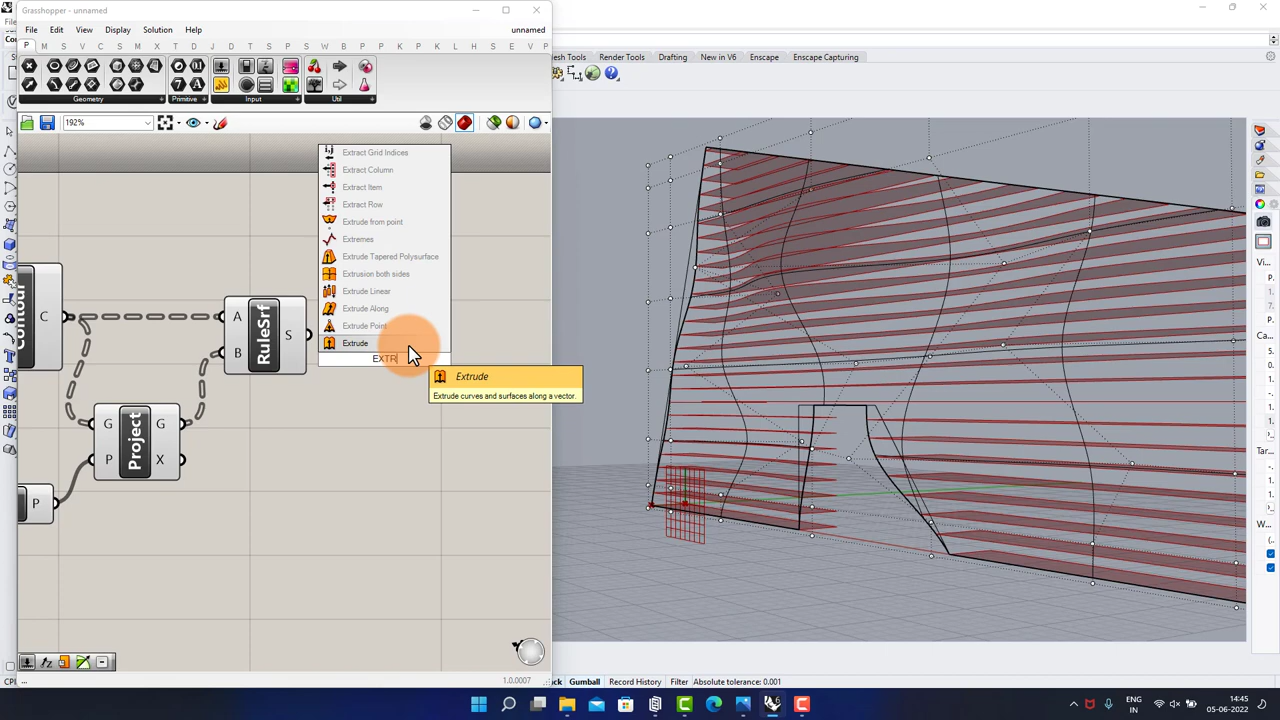 Grasshopper - unnamed
File Edit View Display Solution Help
unnamed
P M S V C S M X T D J D W L F S P S W H B P K A P K L H S E V P
Geometry Primitive Input Util
192%
Extract Grid Indices
Extract Column
Extract Item
Extract Row
Extrude from point
Extremes
Extrude Tapered Polysurface
Extrusion both sides
Extrude Linear
Extrude Along
Extrude Point
Extrude
EXTR
Extrude
Extrude curves and surfaces along a vector.
Contour
C
A
B
RuleSrf
S
G
P
Project
G
X
P
1.0.0007
...
Mesh Tools Render Tools Drafting New in V6 Enscape Enscape Capturing
Gumball Record History Filter Absolute tolerance: 0.001
ENG
IN
14:45
05-06-2022